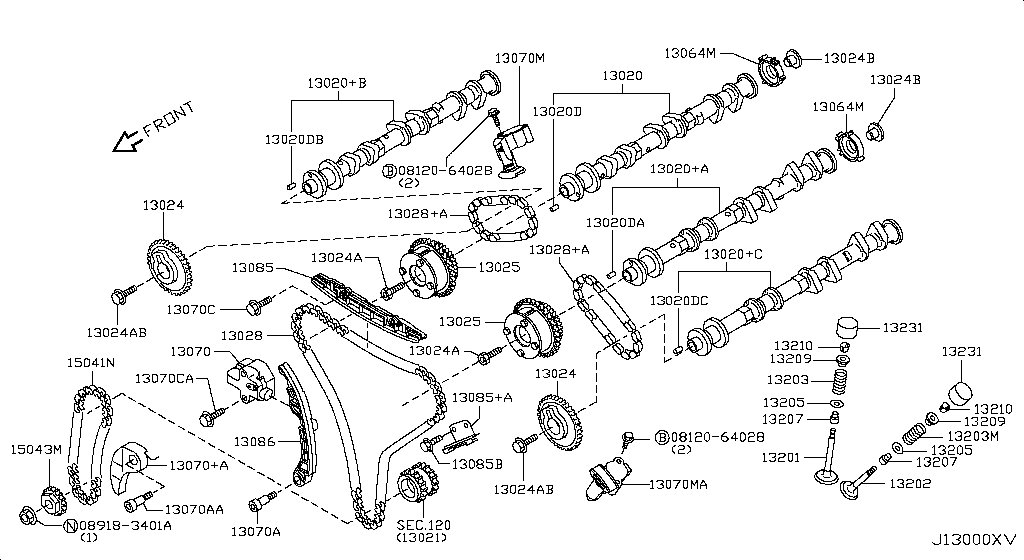 13070M
13020
13064M
13024B
13020+B
13024B
13020D
13064M
FRONT
13020DB
B 08120-6402B
(2)
13020+A
13024
13028+A
13020DA
13028+A
13020+C
13024A
13085
13025
13020DC
13070C
13024AB
13025
13231
13028
13210
13070
13024A
13209
13231
15041N
13024
13203
13070CA
13085+A
13205
13210
13207
13209
13086
B 08120-6402B
(2)
13203M
15043M
13201
13205
13070+A
13085B
13207
13024AB
13070MA
13202
13070AA
N 08918-3401A
(1)
13070A
SEC.120
(13021)
J13000XV